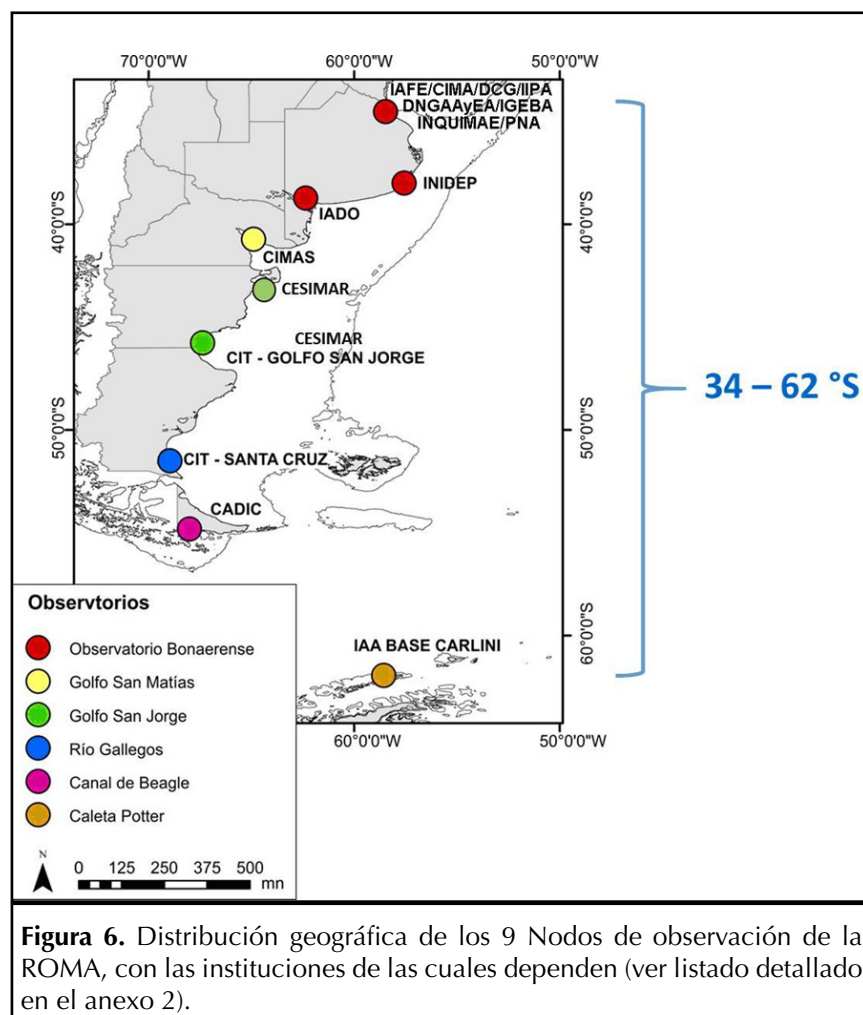 70°0'0"W 60°0'0"W 50°0'0"W
IAFE/CIMA/DCG/IIPA
DNGAAyEA/IGEBA
INQUIMAE/PNA
INIDEP
IADO
40°0'0"S
40°0'0"S
CIMAS
CESIMAR
CESIMAR
CIT - GOLFO SAN JORGE
34 – 62 °S
50°0'0"S
50°0'0"S
CIT - SANTA CRUZ
CADIC
Observtorios
Observatorio Bonaerense
Golfo San Matías
Golfo San Jorge
Río Gallegos
Canal de Beagle
Caleta Potter
N
0 125 250 375 500
mn
IAA BASE CARLINI
60°0'0"S
60°0'0"W 50°0'0"W
Figura 6. Distribución geográfica de los 9 Nodos de observación de la
ROMA, con las instituciones de las cuales dependen (ver listado detallado
en el anexo 2).